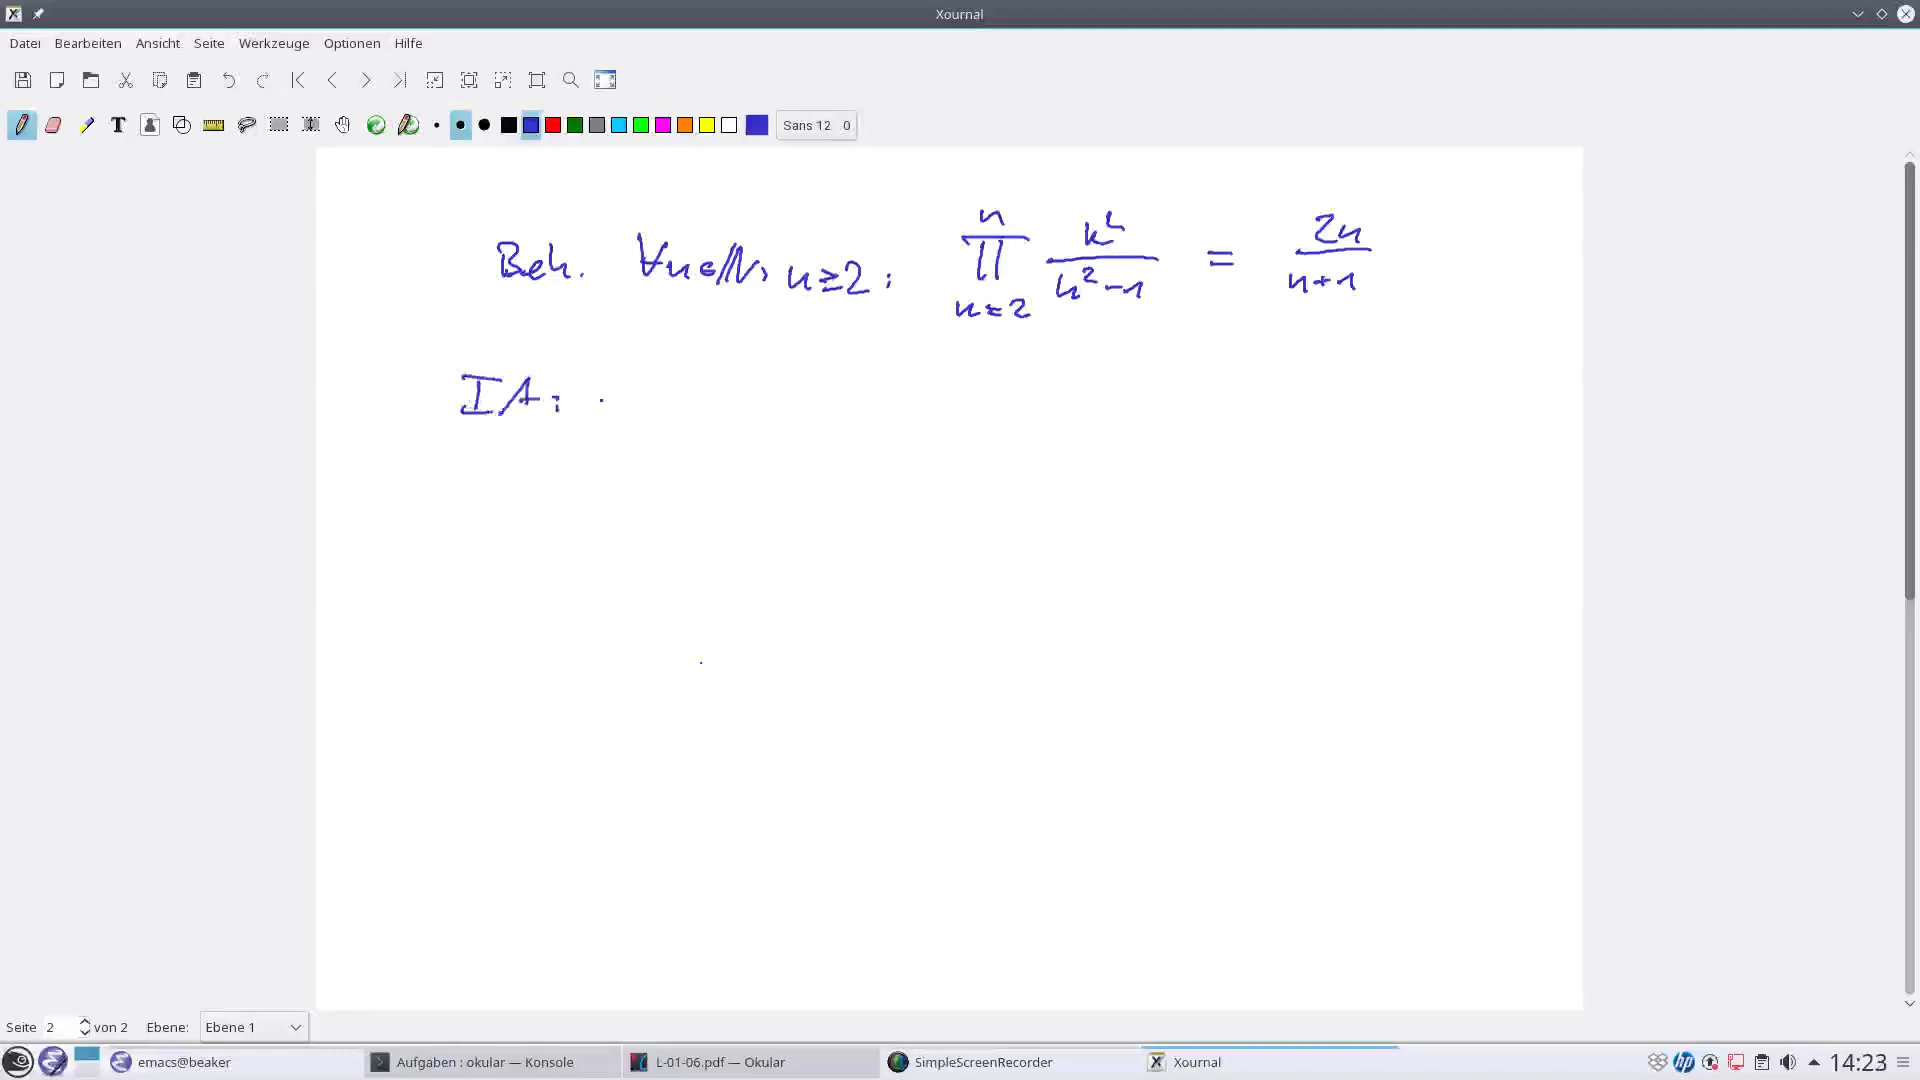 Xournal
Datei Bearbeiten Ansicht Seite Werkzeuge Optionen Hilfe
T Sans 12 0
Beh. ∀n∈ℕ, n≥2: ∏_{k=2}^{n} k²/(k²-1) = 2n/(n+1)
IA: .
Seite 2 von 2 Ebene: Ebene 1
emacs@beaker Aufgaben : okular — Konsole L-01-06.pdf — Okular SimpleScreenRecorder Xournal hp 14:23